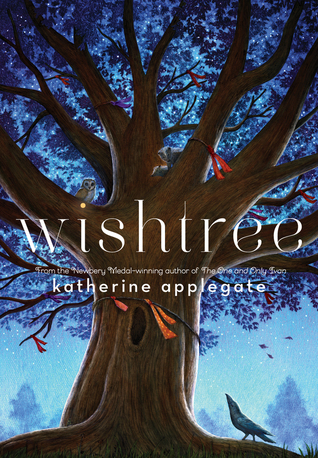 wishtree
From the Newbery Medal–winning author of The One and Only Ivan
katherine applegate